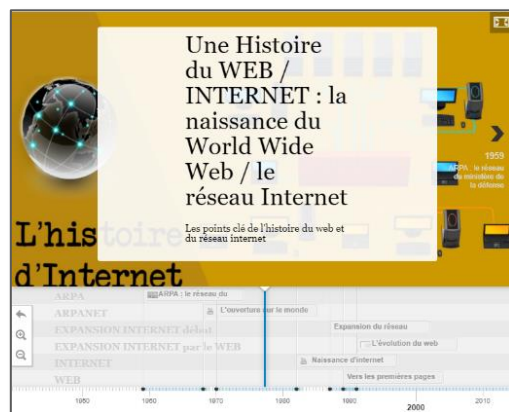 Une Histoire
du WEB /
INTERNET : la
naissance du
World Wide
Web / le
réseau Internet
Les points clé de l'histoire du web et
du réseau internet
1959
ARPA : le réseau
du ministère de
la défense
L'histoire
d'Internet
ARPA
ARPA : le réseau du
ARPANET
L'ouverture sur le monde
EXPANSION INTERNET début
Expansion du réseau
EXPANSION INTERNET par le WEB
L'évolution du web
INTERNET
Naissance d'internet
WEB
Vers les premières pages
1950
1960
1970
1980
1990
2000
2010